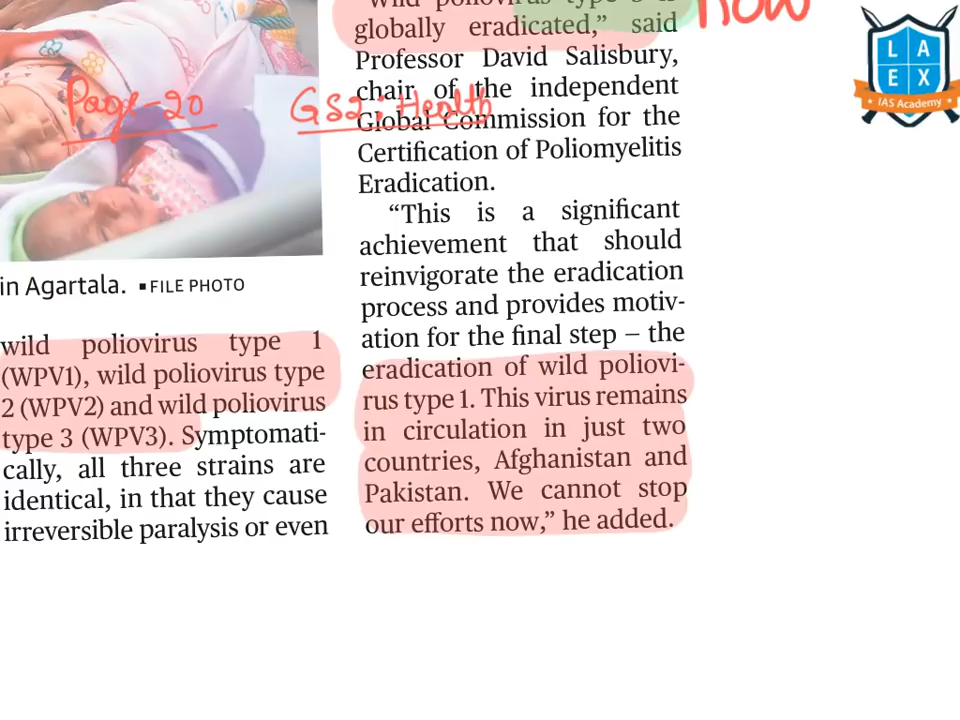 now
L A
E X
IAS Academy
Page-20
GS2: Health
in Agartala. ▪FILE PHOTO
wild poliovirus type 1
(WPV1), wild poliovirus type
2 (WPV2) and wild poliovirus
type 3 (WPV3). Symptomati-
cally, all three strains are
identical, in that they cause
irreversible paralysis or even
globally eradicated,” said
Professor David Salisbury,
chair of the independent
Global Commission for the
Certification of Poliomyelitis
Eradication.
“This is a significant
achievement that should
reinvigorate the eradication
process and provides motiv-
ation for the final step – the
eradication of wild poliovi-
rus type 1. This virus remains
in circulation in just two
countries, Afghanistan and
Pakistan. We cannot stop
our efforts now,” he added.